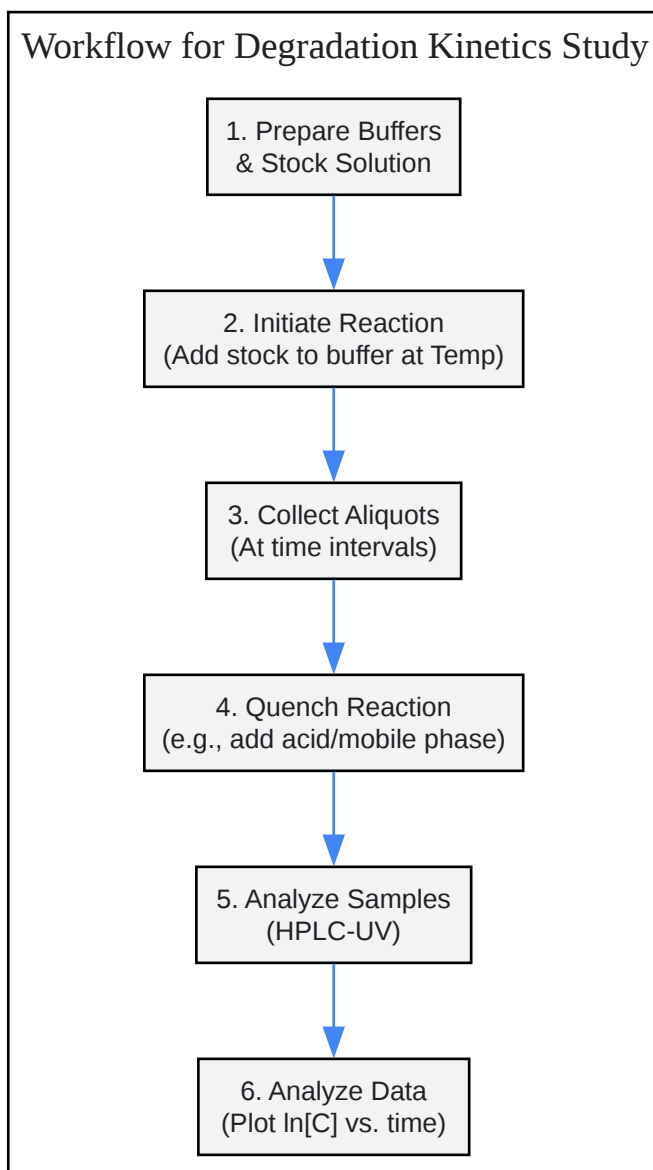 Workflow for Degradation Kinetics Study
1. Prepare Buffers
& Stock Solution
2. Initiate Reaction
(Add stock to buffer at Temp)
3. Collect Aliquots
(At time intervals)
4. Quench Reaction
(e.g., add acid/mobile phase)
5. Analyze Samples
(HPLC-UV)
6. Analyze Data
(Plot ln[C] vs. time)